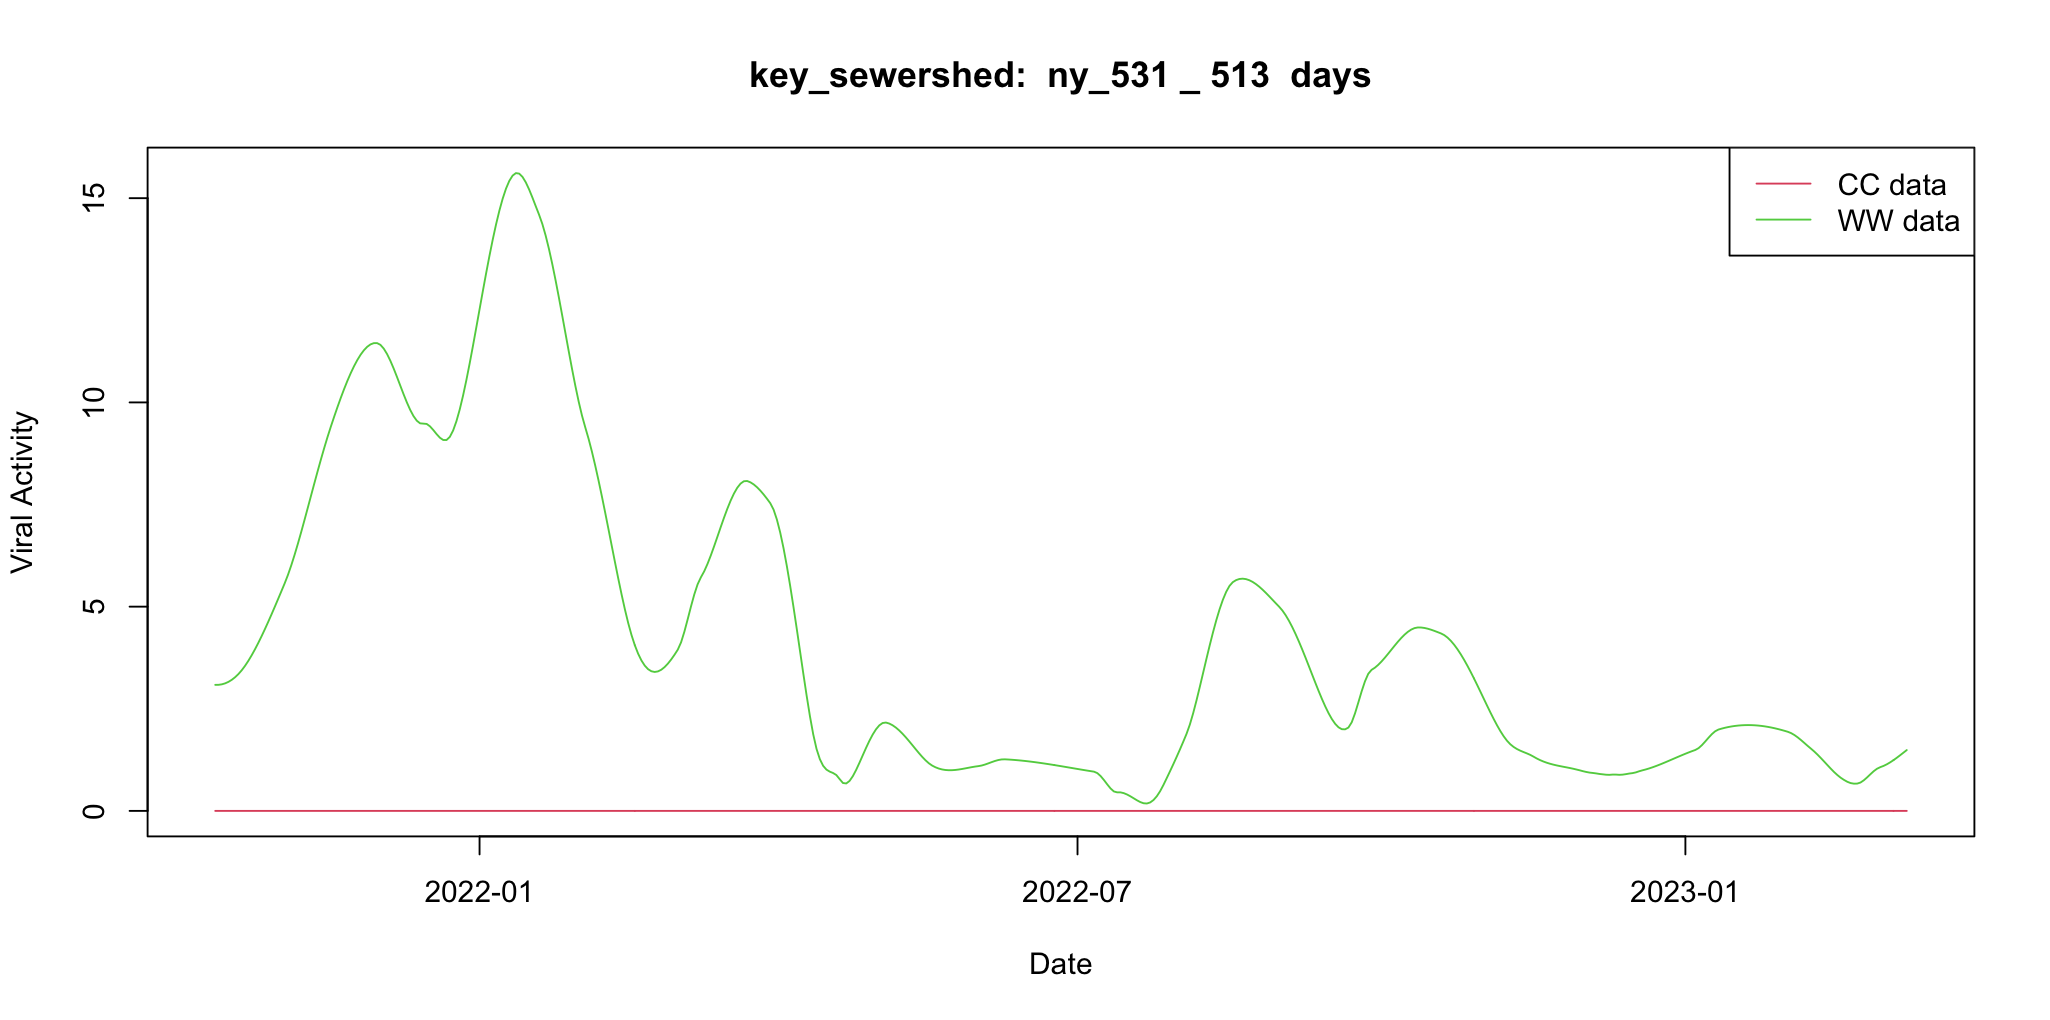 key_sewershed:  ny_531 _ 513  days
CC data
WW data
Viral Activity
15
10
5
0
2022-01
2022-07
2023-01
Date